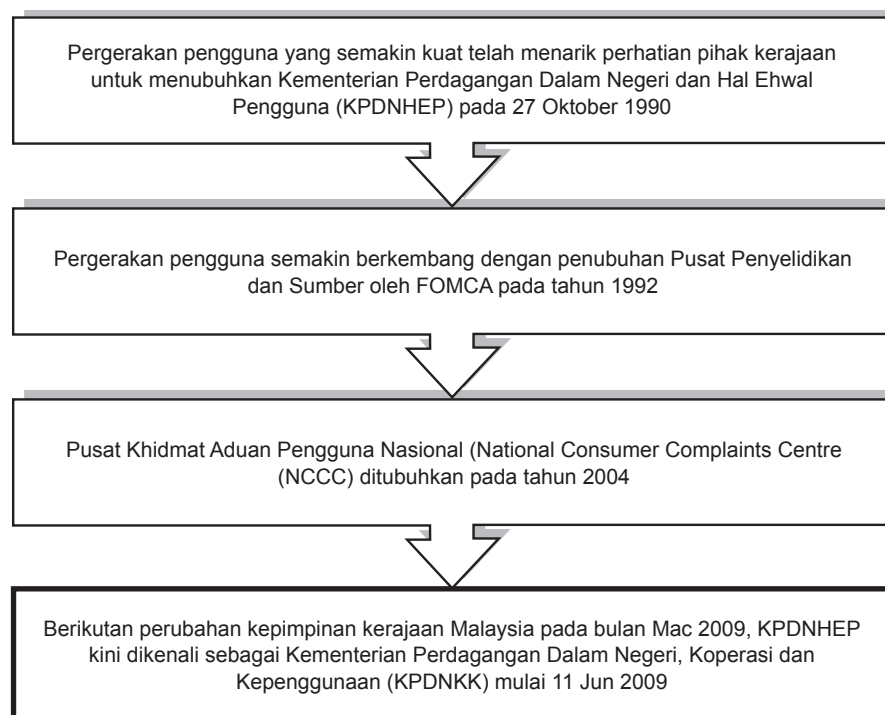 Pergerakan pengguna yang semakin kuat telah menarik perhatian pihak kerajaan
untuk menubuhkan Kementerian Perdagangan Dalam Negeri dan Hal Ehwal
Pengguna (KPDNHEP) pada 27 Oktober 1990
Pergerakan pengguna semakin berkembang dengan penubuhan Pusat Penyelidikan
dan Sumber oleh FOMCA pada tahun 1992
Pusat Khidmat Aduan Pengguna Nasional (National Consumer Complaints Centre
(NCCC) ditubuhkan pada tahun 2004
Berikutan perubahan kepimpinan kerajaan Malaysia pada bulan Mac 2009, KPDNHEP
kini dikenali sebagai Kementerian Perdagangan Dalam Negeri, Koperasi dan
Kepenggunaan (KPDNKK) mulai 11 Jun 2009